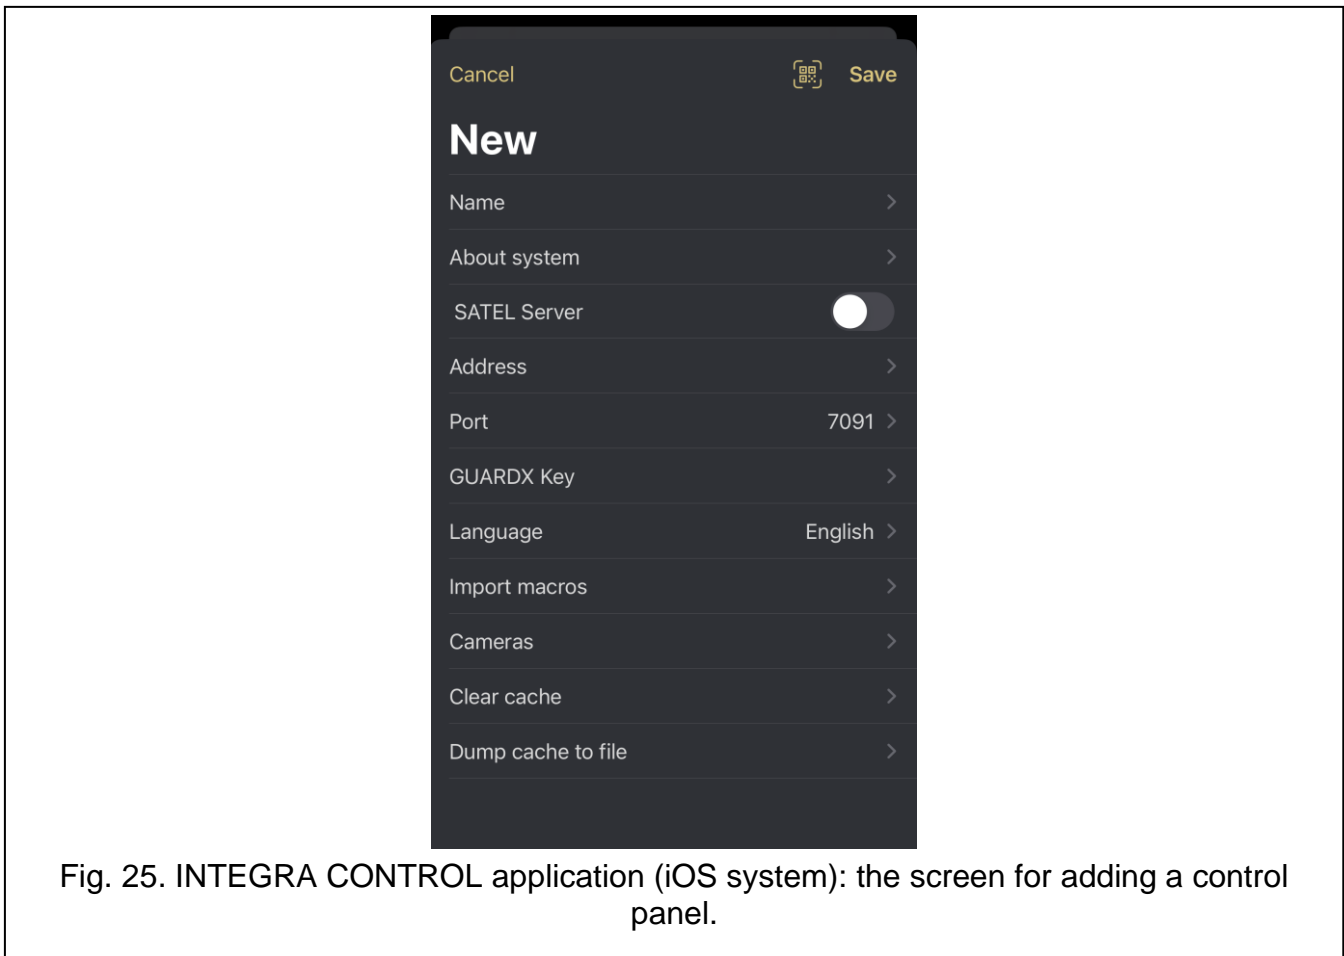 Cancel Save
New
Name
About system
SATEL Server
Address
Port 7091
GUARDX Key
Language English
Import macros
Cameras
Clear cache
Dump cache to file
Fig. 25. INTEGRA CONTROL application (iOS system): the screen for adding a control
panel.